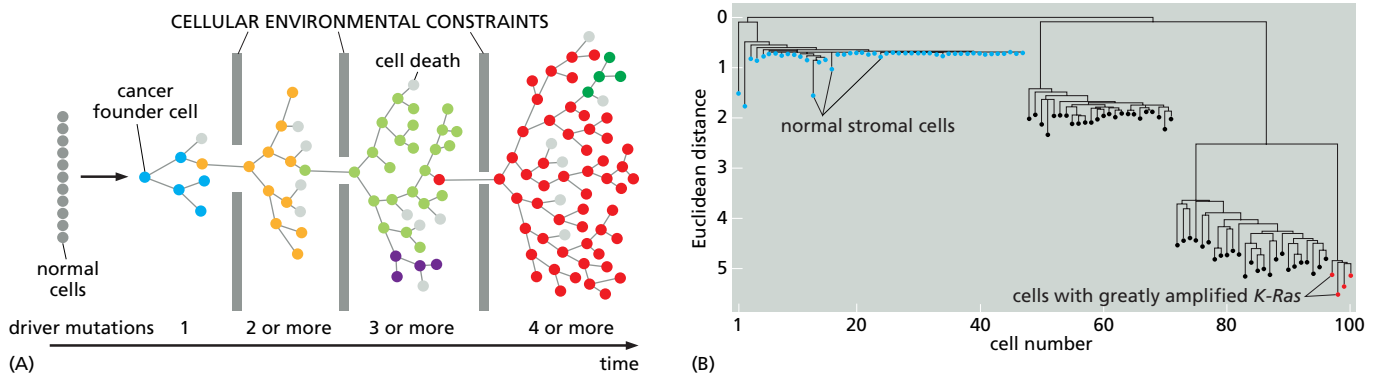 CELLULAR ENVIRONMENTAL CONSTRAINTS
cell death
cancer
founder cell
normal
cells
driver mutations 1 2 or more 3 or more 4 or more
(A) time
0
1
2
3
4
5
Euclidean distance
normal stromal cells
cells with greatly amplified K-Ras
1 20 40 60 80 100
cell number
(B)